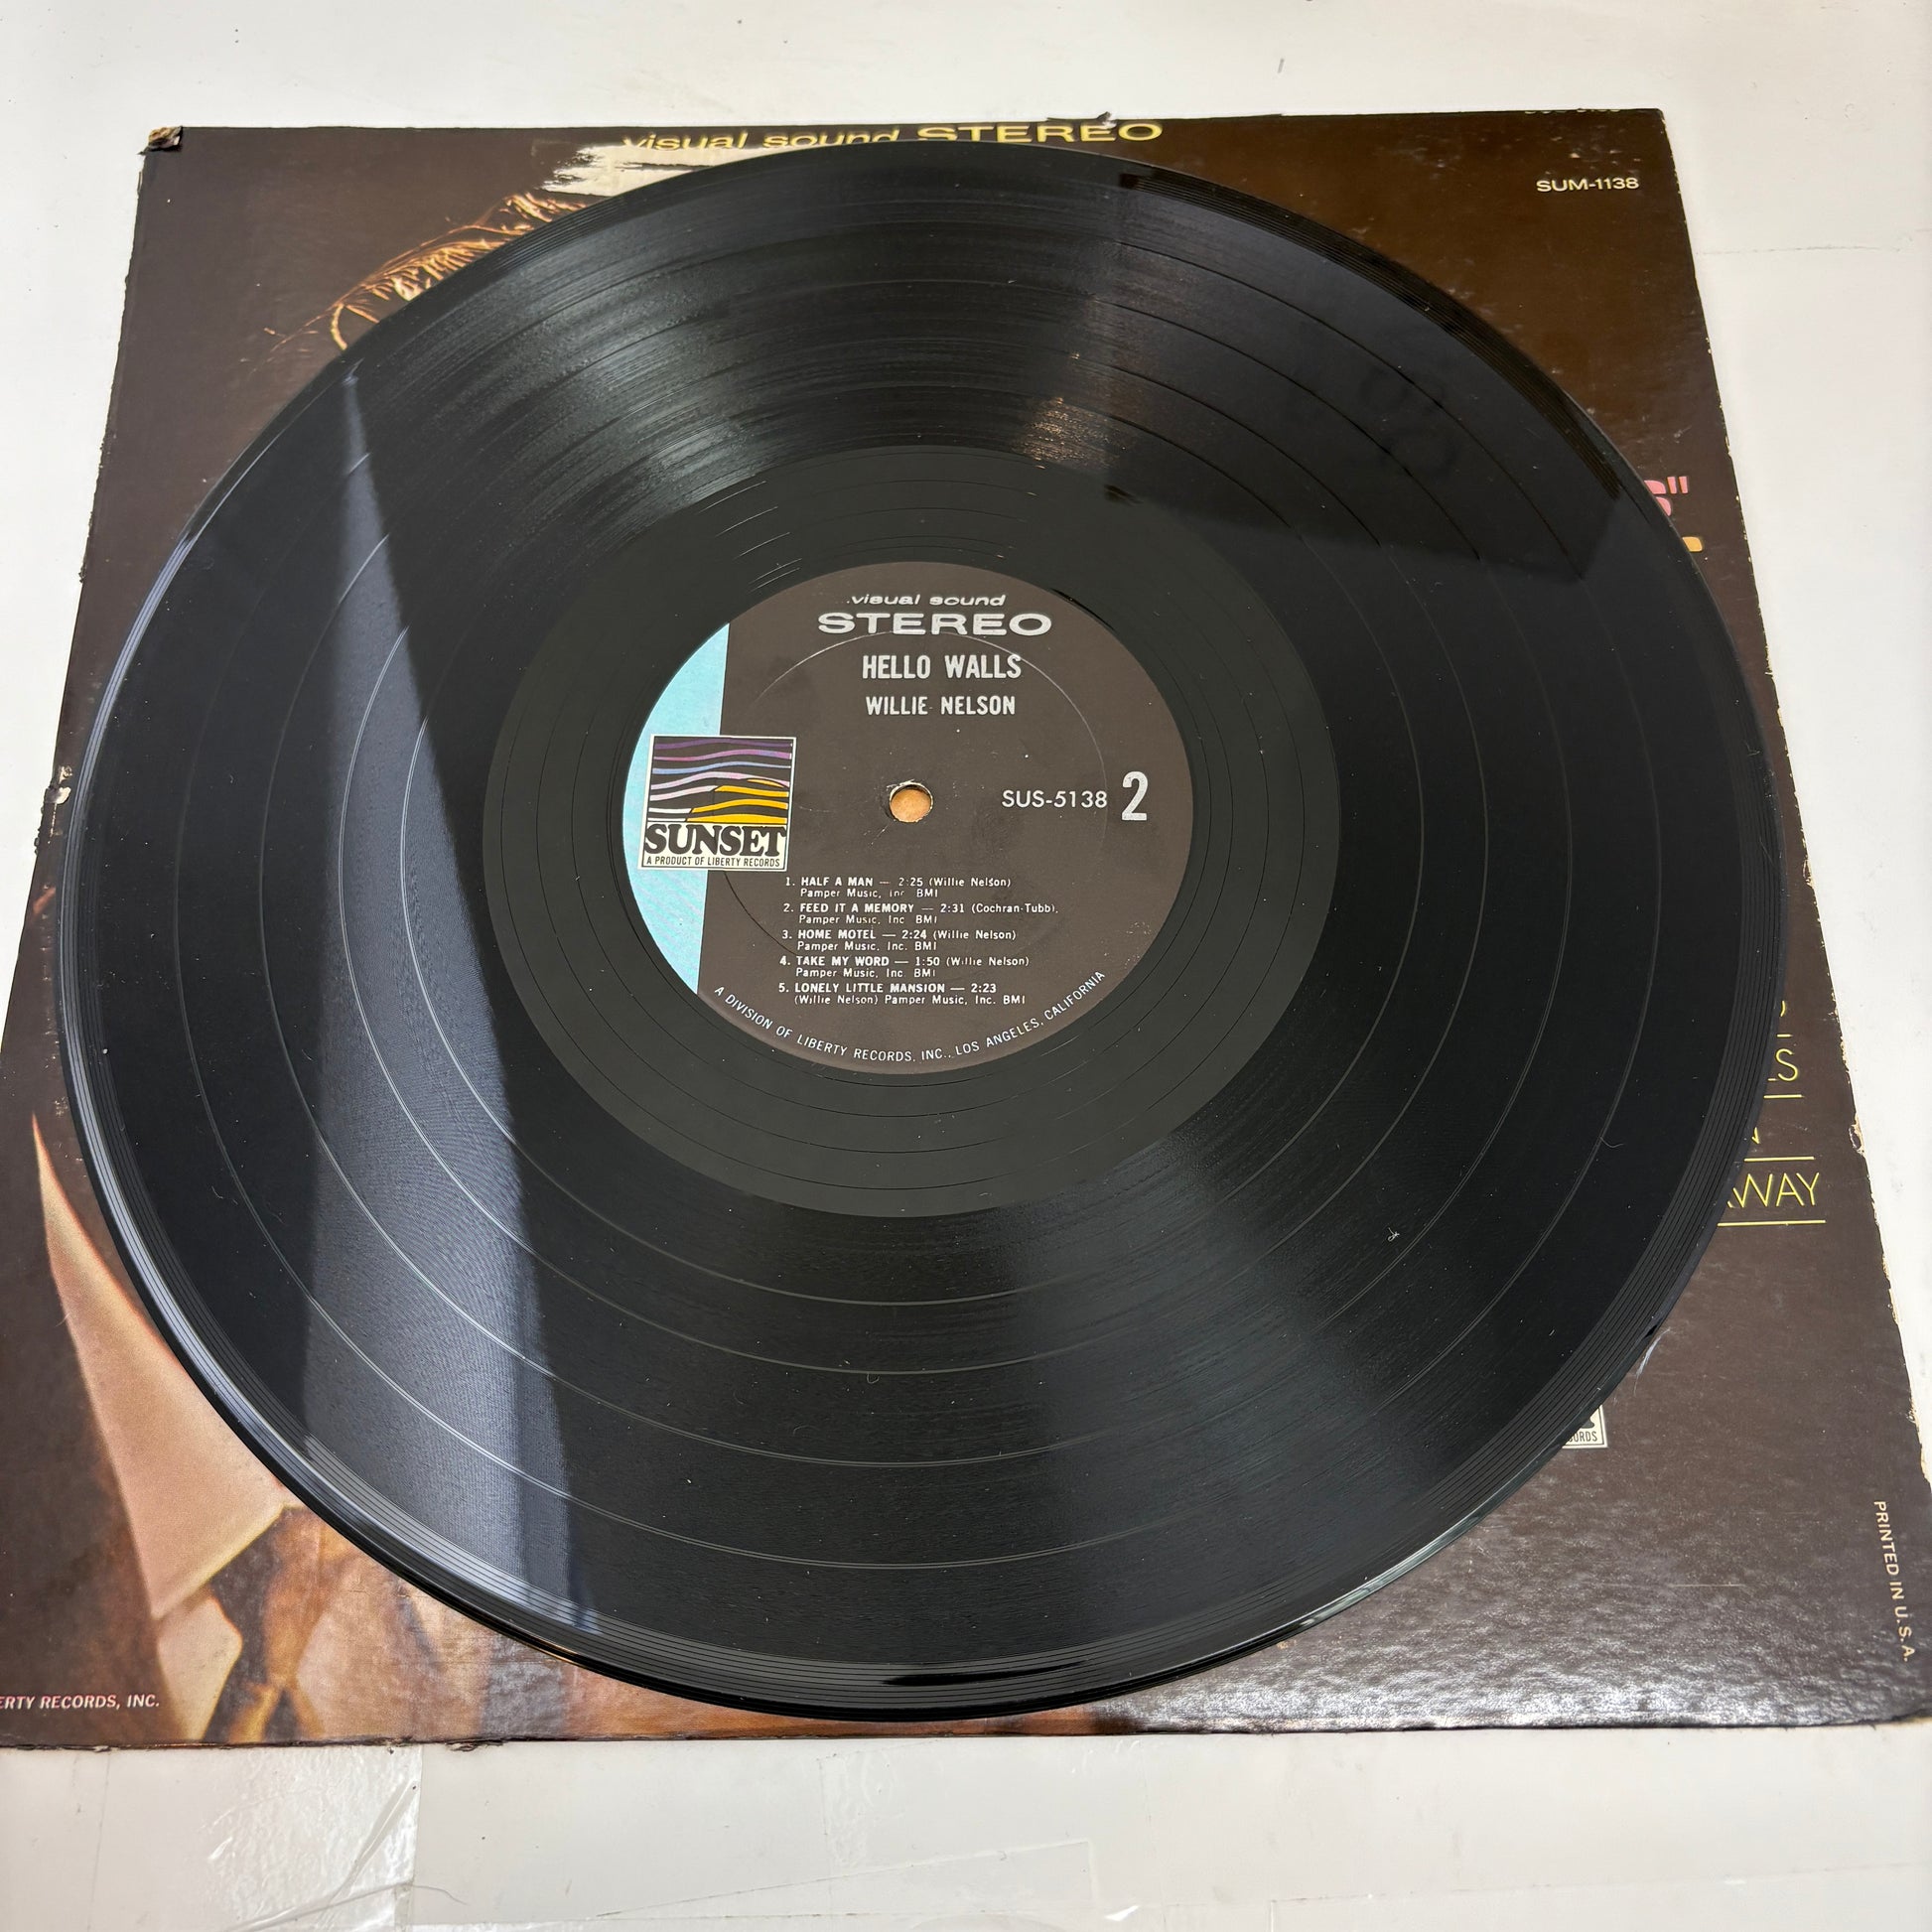 visual sound STEREO
SUM-1138
S"
visual sound
STEREO
HELLO WALLS
WILLIE NELSON
SUS-5138 2
SUNSET
A PRODUCT OF LIBERTY RECORDS
1. HALF A MAN — 2:25 (Willie Nelson)
Pamper Music, Inc. BMI
2. FEED IT A MEMORY — 2:31 (Cochran-Tubb),
Pamper Music, Inc. BMI
3. HOME MOTEL — 2:24 (Willie Nelson)
Pamper Music, Inc. BMI
4. TAKE MY WORD — 1:50 (Willie Nelson)
Pamper Music, Inc. BMI
5. LONELY LITTLE MANSION — 2:23
(Willie Nelson) Pamper Music, Inc. BMI
A DIVISION OF LIBERTY RECORDS, INC., LOS ANGELES, CALIFORNIA
AWAY
PRINTED IN U.S.A.
ERTY RECORDS, INC.